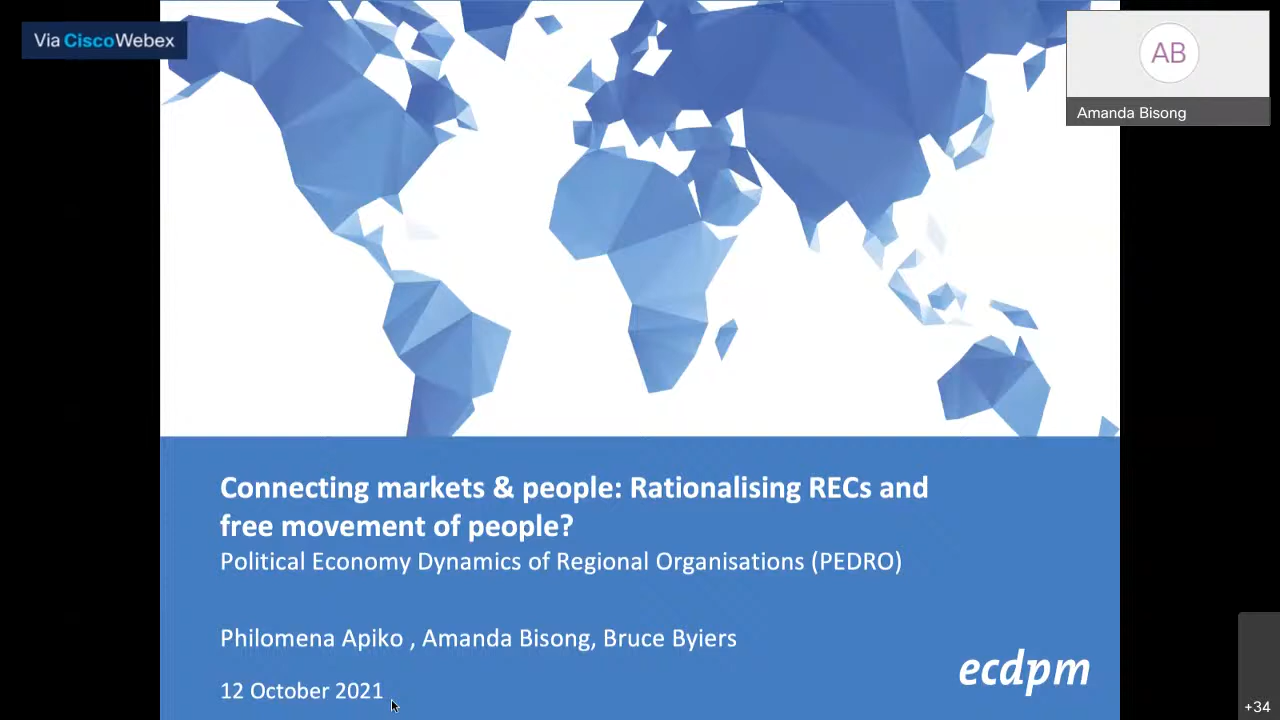 Via CiscoWebex
AB
Amanda Bisong
Connecting markets & people: Rationalising RECs and
free movement of people?
Political Economy Dynamics of Regional Organisations (PEDRO)
Philomena Apiko , Amanda Bisong, Bruce Byiers
12 October 2021
ecdpm
+34